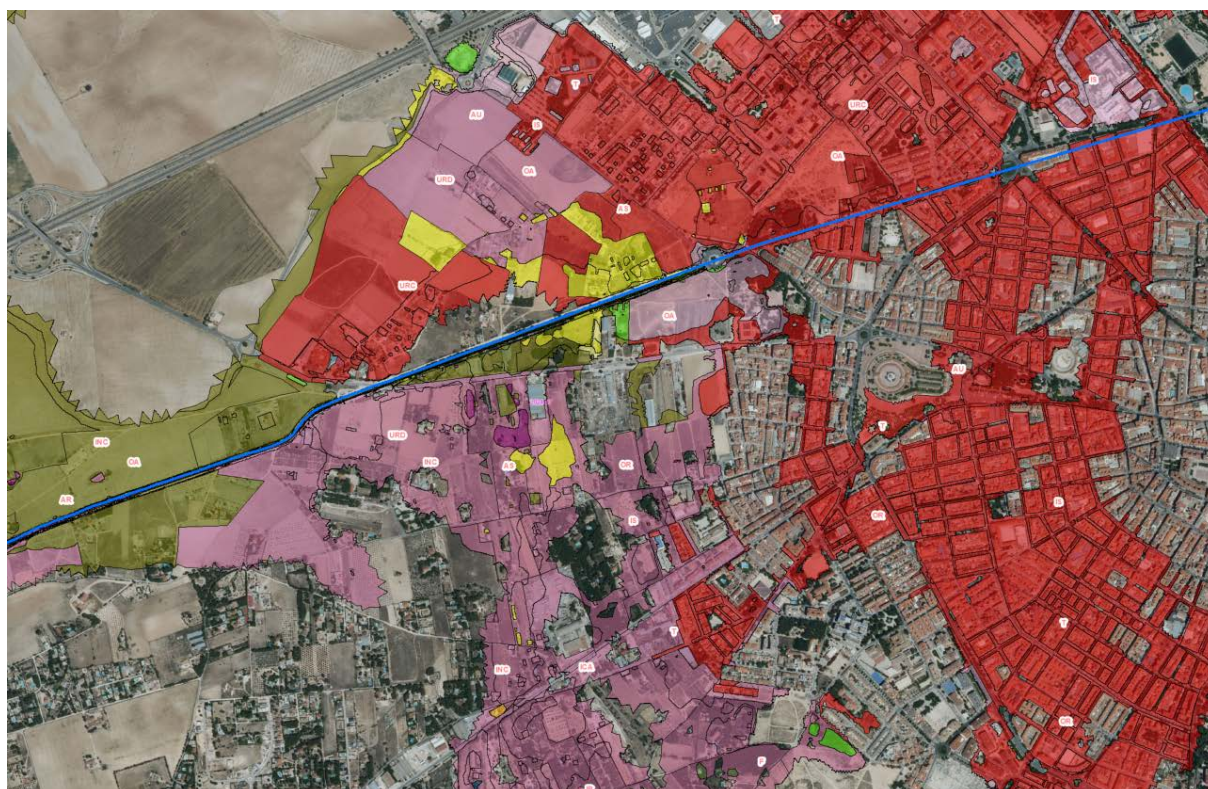 T
T
IS
AU
URC
IS
OA
OA
URD
AS
URC
OA
AU
T
URD
INC
OA
INC
AS
OR
AR
IS
IS
OR
T
T
INC
ICA
OR
F